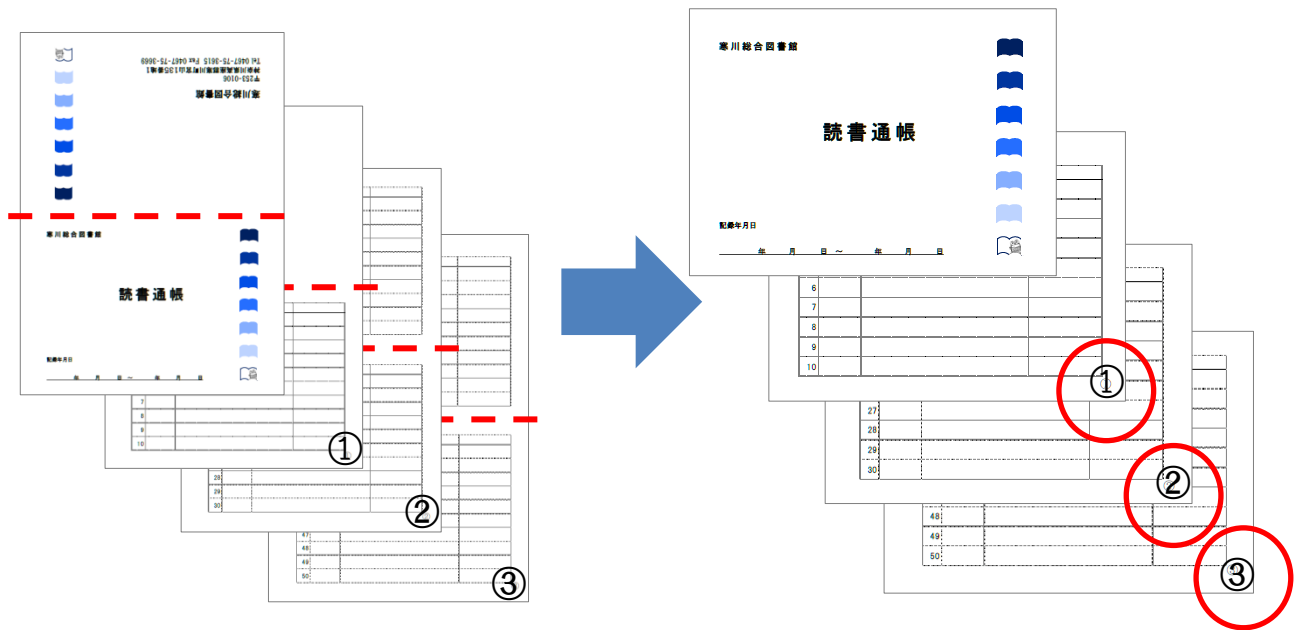 Tel 0467-75-3615 Fax 0467-75-3669
神奈川県高座郡寒川町宮山135番地1
〒253-0106
寒川総合図書館
寒川総合図書館
読書通帳
記録年月日
年 月 日 ~ 年 月 日
7
8
9
10
①
28
29
30
②
47
48
49
50
③
寒川総合図書館
読書通帳
記録年月日
年 月 日 ~ 年 月 日
6
7
8
9
10
①
27
28
29
30
②
48
49
50
③